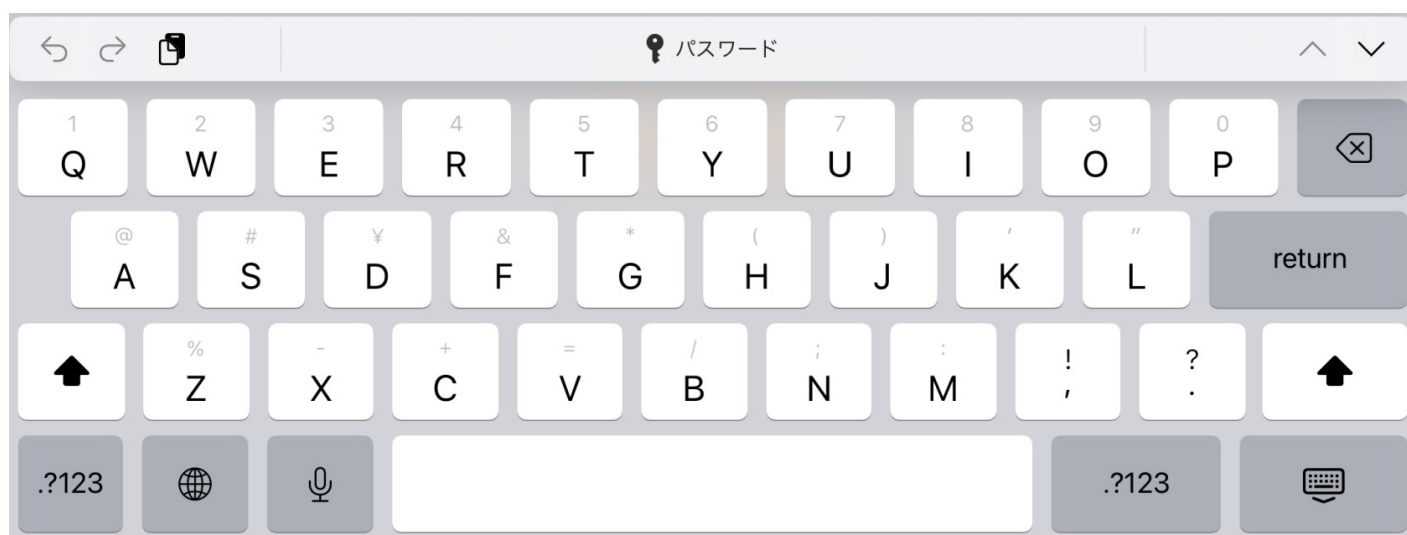 パスワード
1 2 3 4 5 6 7 8 9 0
Q W E R T Y U I O P
@ # ¥ & * ( ) ' "
A S D F G H J K L return
% - + = / ; : ! ?
Z X C V B N M , .
.?123 .?123